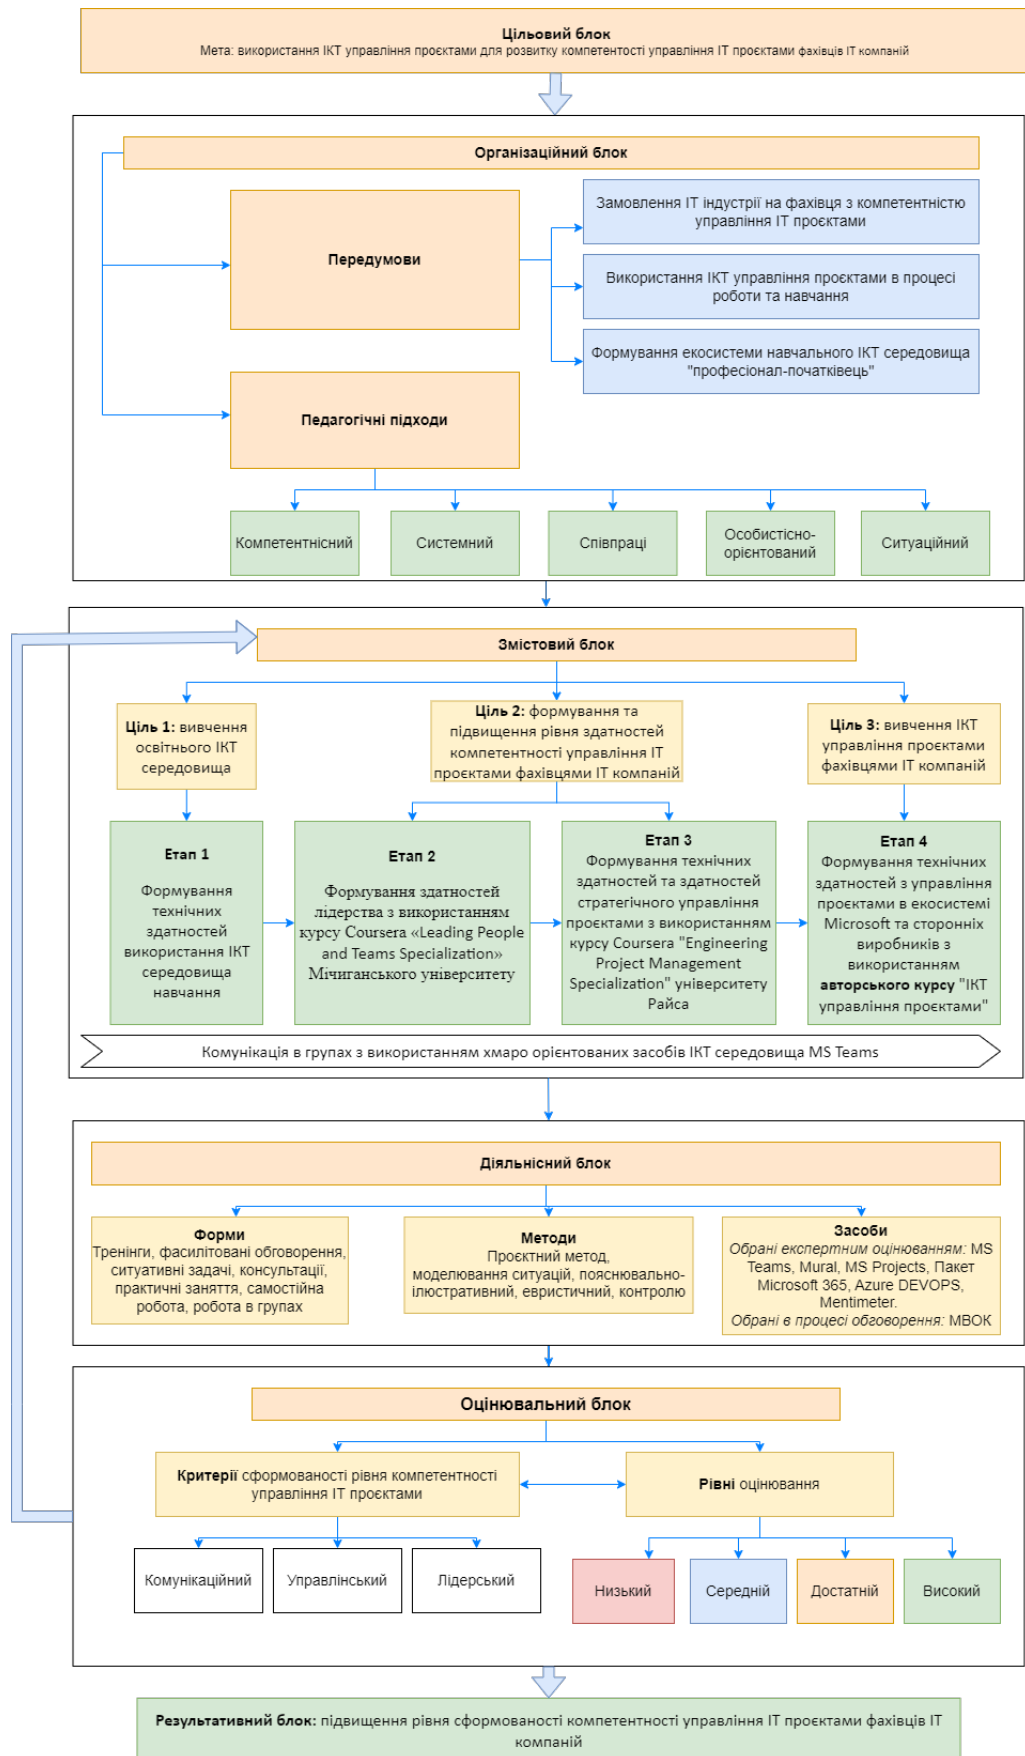 Цільовий блок
Мета: використання ІКТ управління проєктами для розвитку компетентості управління ІТ проєктами фахівців ІТ компаній
Організаційний блок
Передумови
Замовлення ІТ індустрії на фахівця з компетентністю
управління ІТ проєктами
Використання ІКТ управління проєктами в процесі
роботи та навчання
Формування екосистеми навчального ІКТ середовища
"професіонал-початківець"
Педагогічні підходи
Компетентнісний
Системний
Співпраці
Особистісно-
орієнтований
Ситуаційний
Змістовий блок
Ціль 1: вивчення
освітнього ІКТ
середовища
Ціль 2: формування та
підвищення рівня здатностей
компетентності управління ІТ
проєктами фахівцями ІТ компаній
Ціль 3: вивчення ІКТ
управління проєктами
фахівцями ІТ компаній
Етап 1
Формування
технічних
здатностей
використання ІКТ
середовища
навчання
Етап 2
Формування здатностей
лідерства з використанням
курсу Coursera «Leading People
and Teams Specialization»
Мічиганського університету
Етап 3
Формування технічних
здатностей та здатностей
стратегічного управління
проєктами з використанням
курсу Coursera "Engineering
Project Management
Specialization" університету
Райса
Етап 4
Формування технічних
здатностей з управління
проєктами в екосистемі
Microsoft та сторонніх
виробників з
використанням
авторського курсу "ІКТ
управління проєктами"
Комунікація в групах з використанням хмаро орієнтованих засобів ІКТ середовища MS Teams
Діяльнісний блок
Форми
Тренінги, фасилітовані обговорення,
ситуативні задачі, консультації,
практичні заняття, самостійна
робота, робота в групах
Методи
Проєктний метод,
моделювання ситуацій, пояснювально-
ілюстративний, евристичний, контролю
Засоби
Обрані експертним оцінюванням: MS
Teams, Mural, MS Projects, Пакет
Microsoft 365, Azure DEVOPS,
Mentimeter.
Обрані в процесі обговорення: МВОК
Оцінювальний блок
Критерії сформованості рівня компетентності
управління ІТ проєктами
Рівні оцінювання
Комунікаційний
Управлінський
Лідерський
Низький
Середній
Достатній
Високий
Результативний блок: підвищення рівня сформованості компетентності управління ІТ проєктами фахівців ІТ
компаній